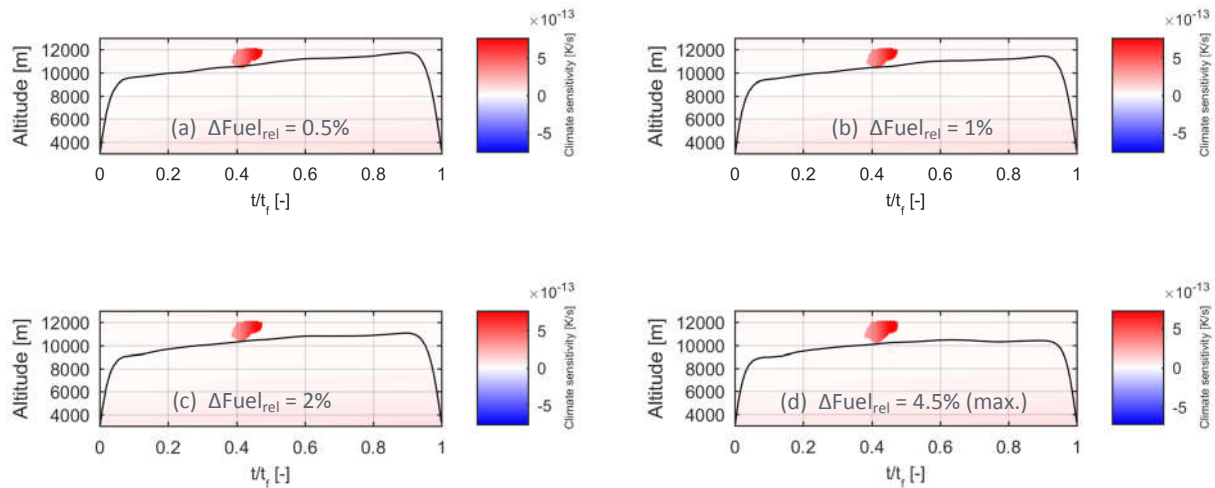 ×10⁻¹³
Altitude [m]
12000
10000
8000
6000
4000
(a) ΔFuel_rel = 0.5%
0 0.2 0.4 0.6 0.8 1
t/t_f [-]
5
0
-5
Climate sensitivity [K/s]
×10⁻¹³
Altitude [m]
12000
10000
8000
6000
4000
(b) ΔFuel_rel = 1%
0 0.2 0.4 0.6 0.8 1
t/t_f [-]
5
0
-5
Climate sensitivity [K/s]
×10⁻¹³
Altitude [m]
12000
10000
8000
6000
4000
(c) ΔFuel_rel = 2%
0 0.2 0.4 0.6 0.8 1
t/t_f [-]
5
0
-5
Climate sensitivity [K/s]
×10⁻¹³
Altitude [m]
12000
10000
8000
6000
4000
(d) ΔFuel_rel = 4.5% (max.)
0 0.2 0.4 0.6 0.8 1
t/t_f [-]
5
0
-5
Climate sensitivity [K/s]